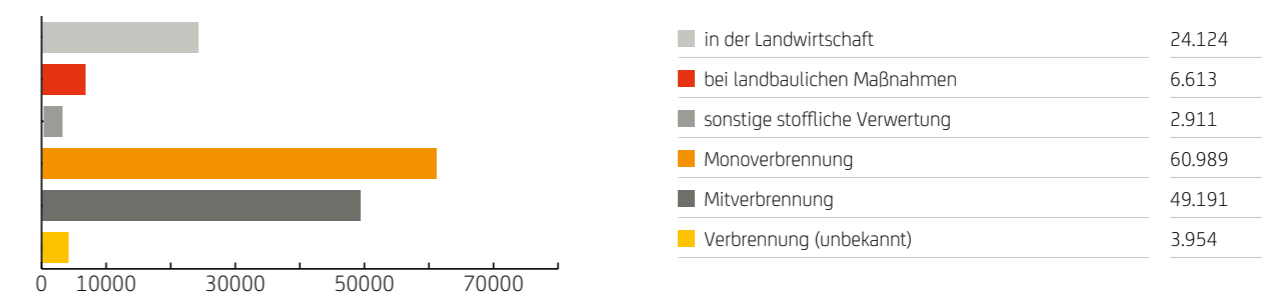 in der Landwirtschaft 24.124
bei landbaulichen Maßnahmen 6.613
sonstige stoffliche Verwertung 2.911
Monoverbrennung 60.989
Mitverbrennung 49.191
Verbrennung (unbekannt) 3.954
0 10000 30000 50000 70000